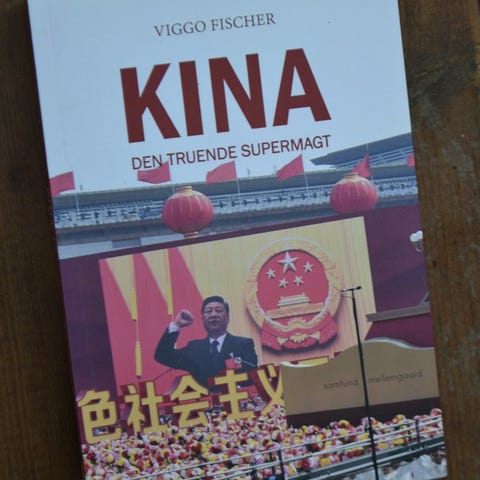 VIGGO FISCHER
KINA
DEN TRUENDE SUPERMAGT
色社会主义
samfund mellemgaard